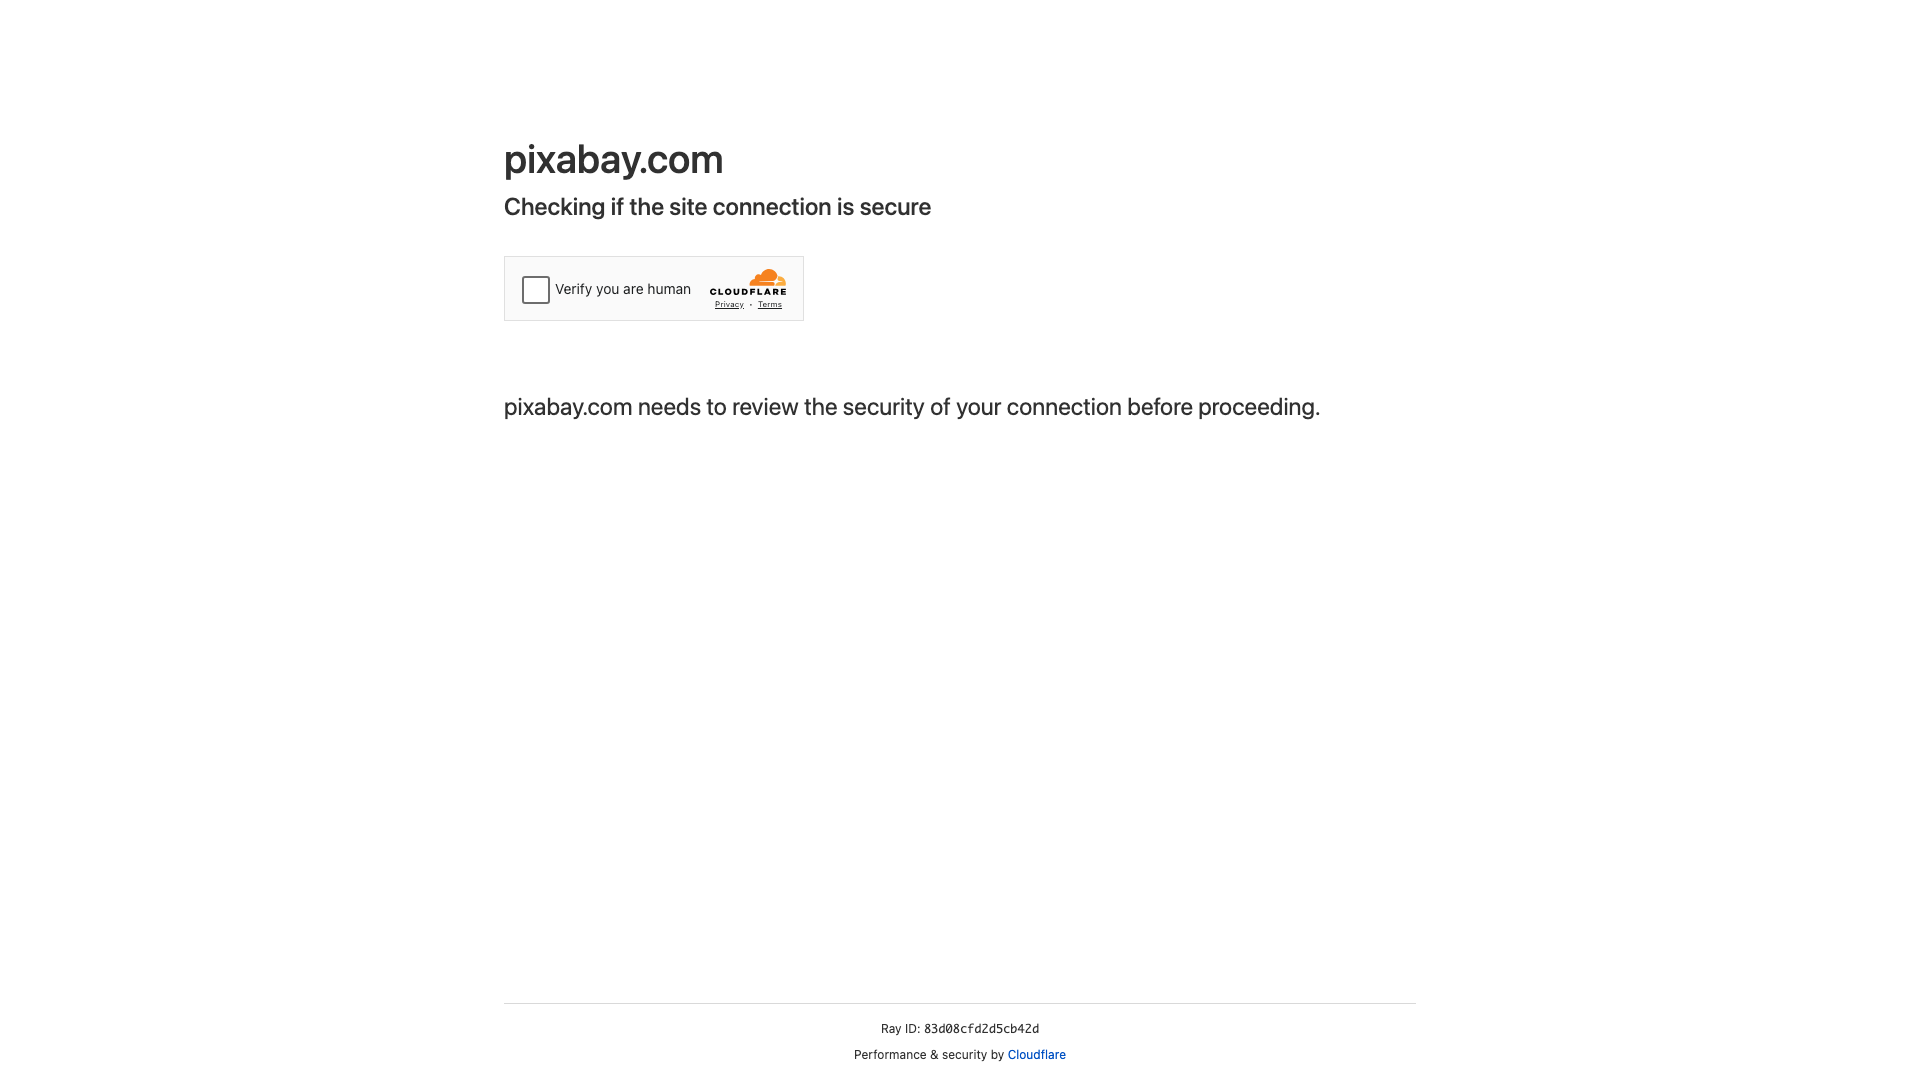 pixabay.com
Checking if the site connection is secure
Verify you are human
CLOUDFLARE
Privacy • Terms
pixabay.com needs to review the security of your connection before proceeding.
Ray ID: 83d08cfd2d5cb42d
Performance & security by Cloudflare